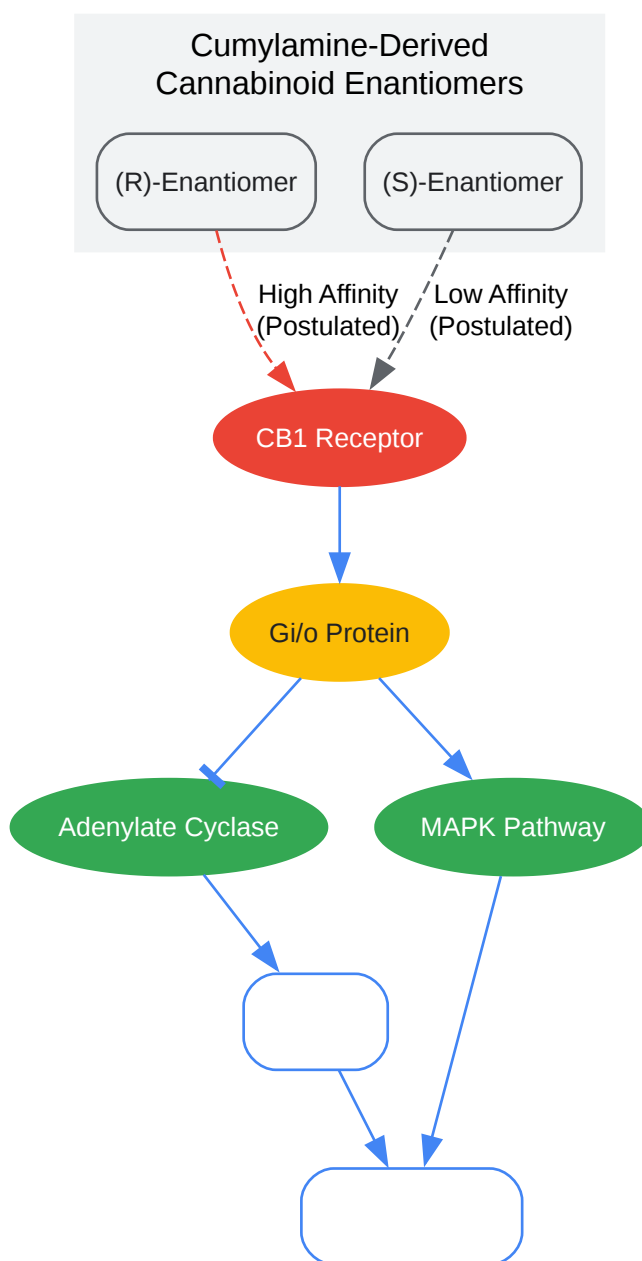 Cumylamine-Derived
Cannabinoid Enantiomers
(R)-Enantiomer
(S)-Enantiomer
High Affinity
(Postulated)
Low Affinity
(Postulated)
CB1 Receptor
Gi/o Protein
Adenylate Cyclase
MAPK Pathway